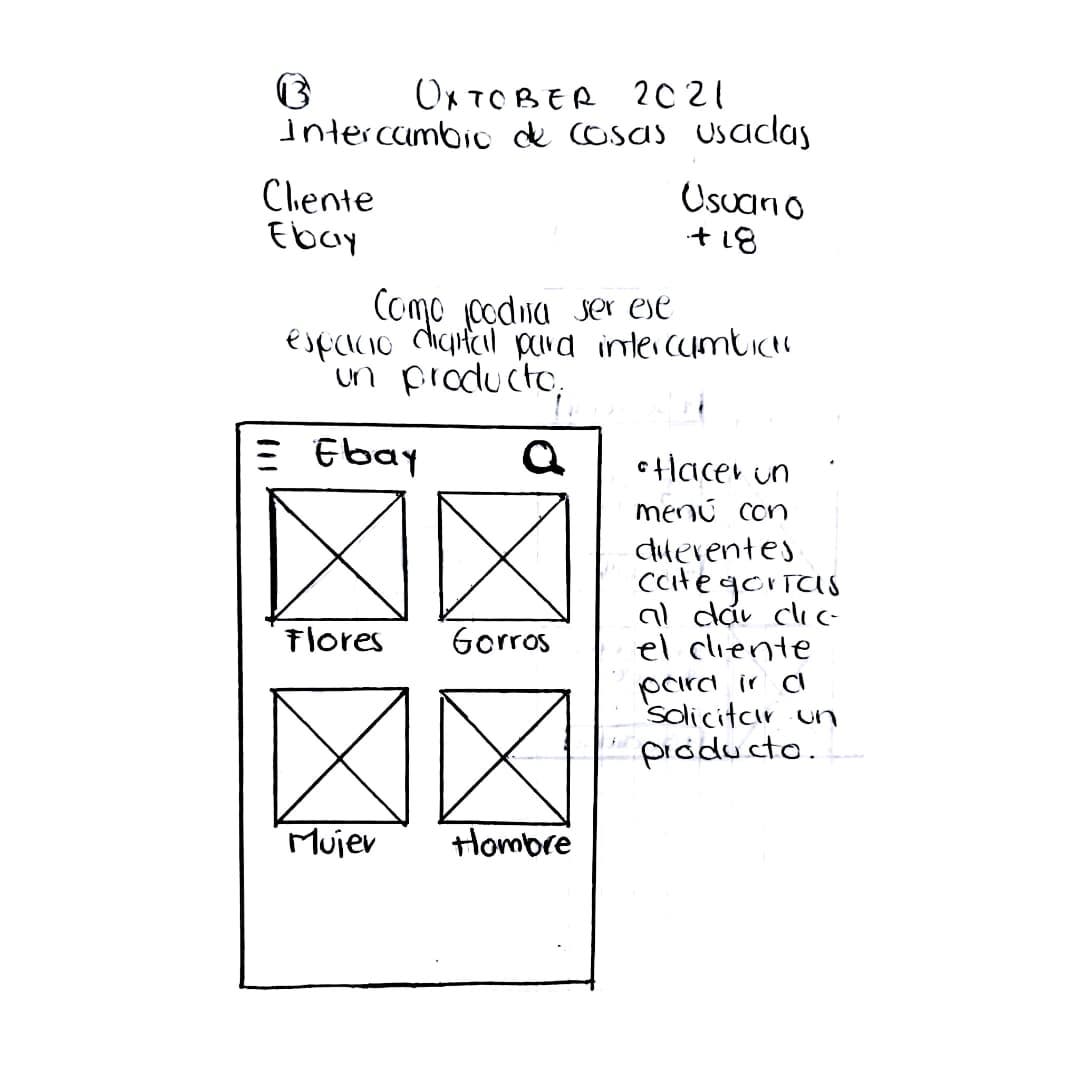 13 UXTOBER 2021
Intercambio de cosas usadas
Cliente Usuario
Ebay +18
Como podria ser ese
espacio digital para intercambiar
un producto.
Ebay
Flores Gorros
Mujer Hombre
Hacer un
menú con
diferentes
categorías
al dar clic
el cliente
para ir a
solicitar un
producto.